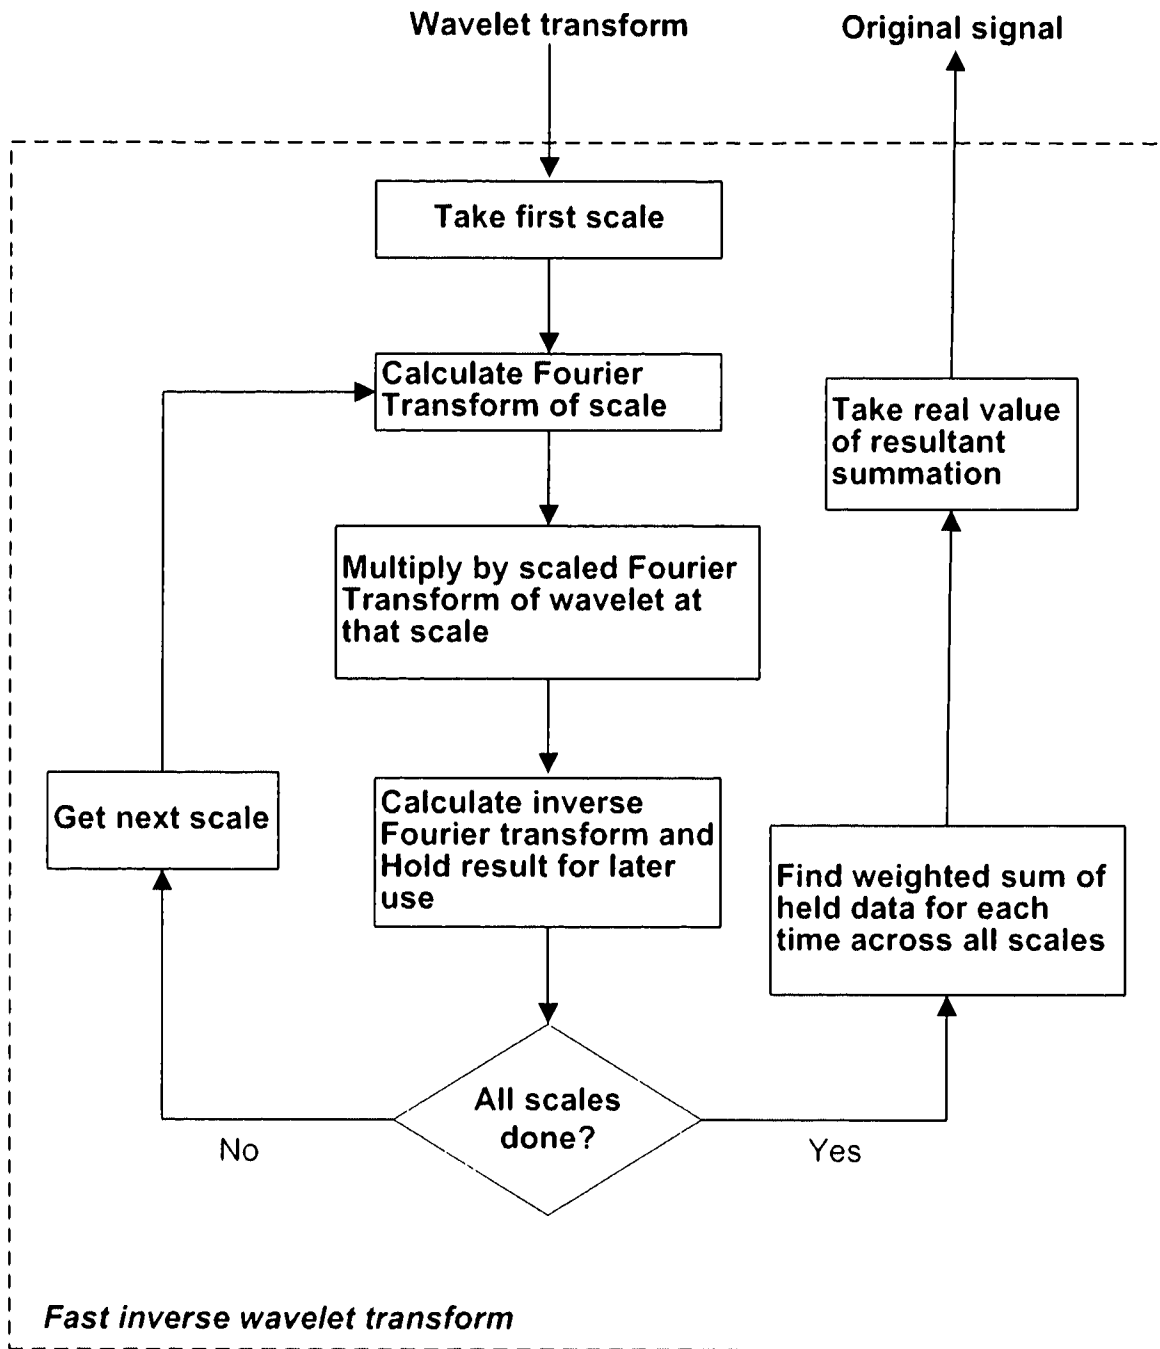 Wavelet transform
Original signal
Take first scale
Calculate Fourier
Transform of scale
Take real value
of resultant
summation
Multiply by scaled Fourier
Transform of wavelet at
that scale
Get next scale
Calculate inverse
Fourier transform and
Hold result for later
use
Find weighted sum of
held data for each
time across all scales
All scales
done?
No
Yes
Fast inverse wavelet transform